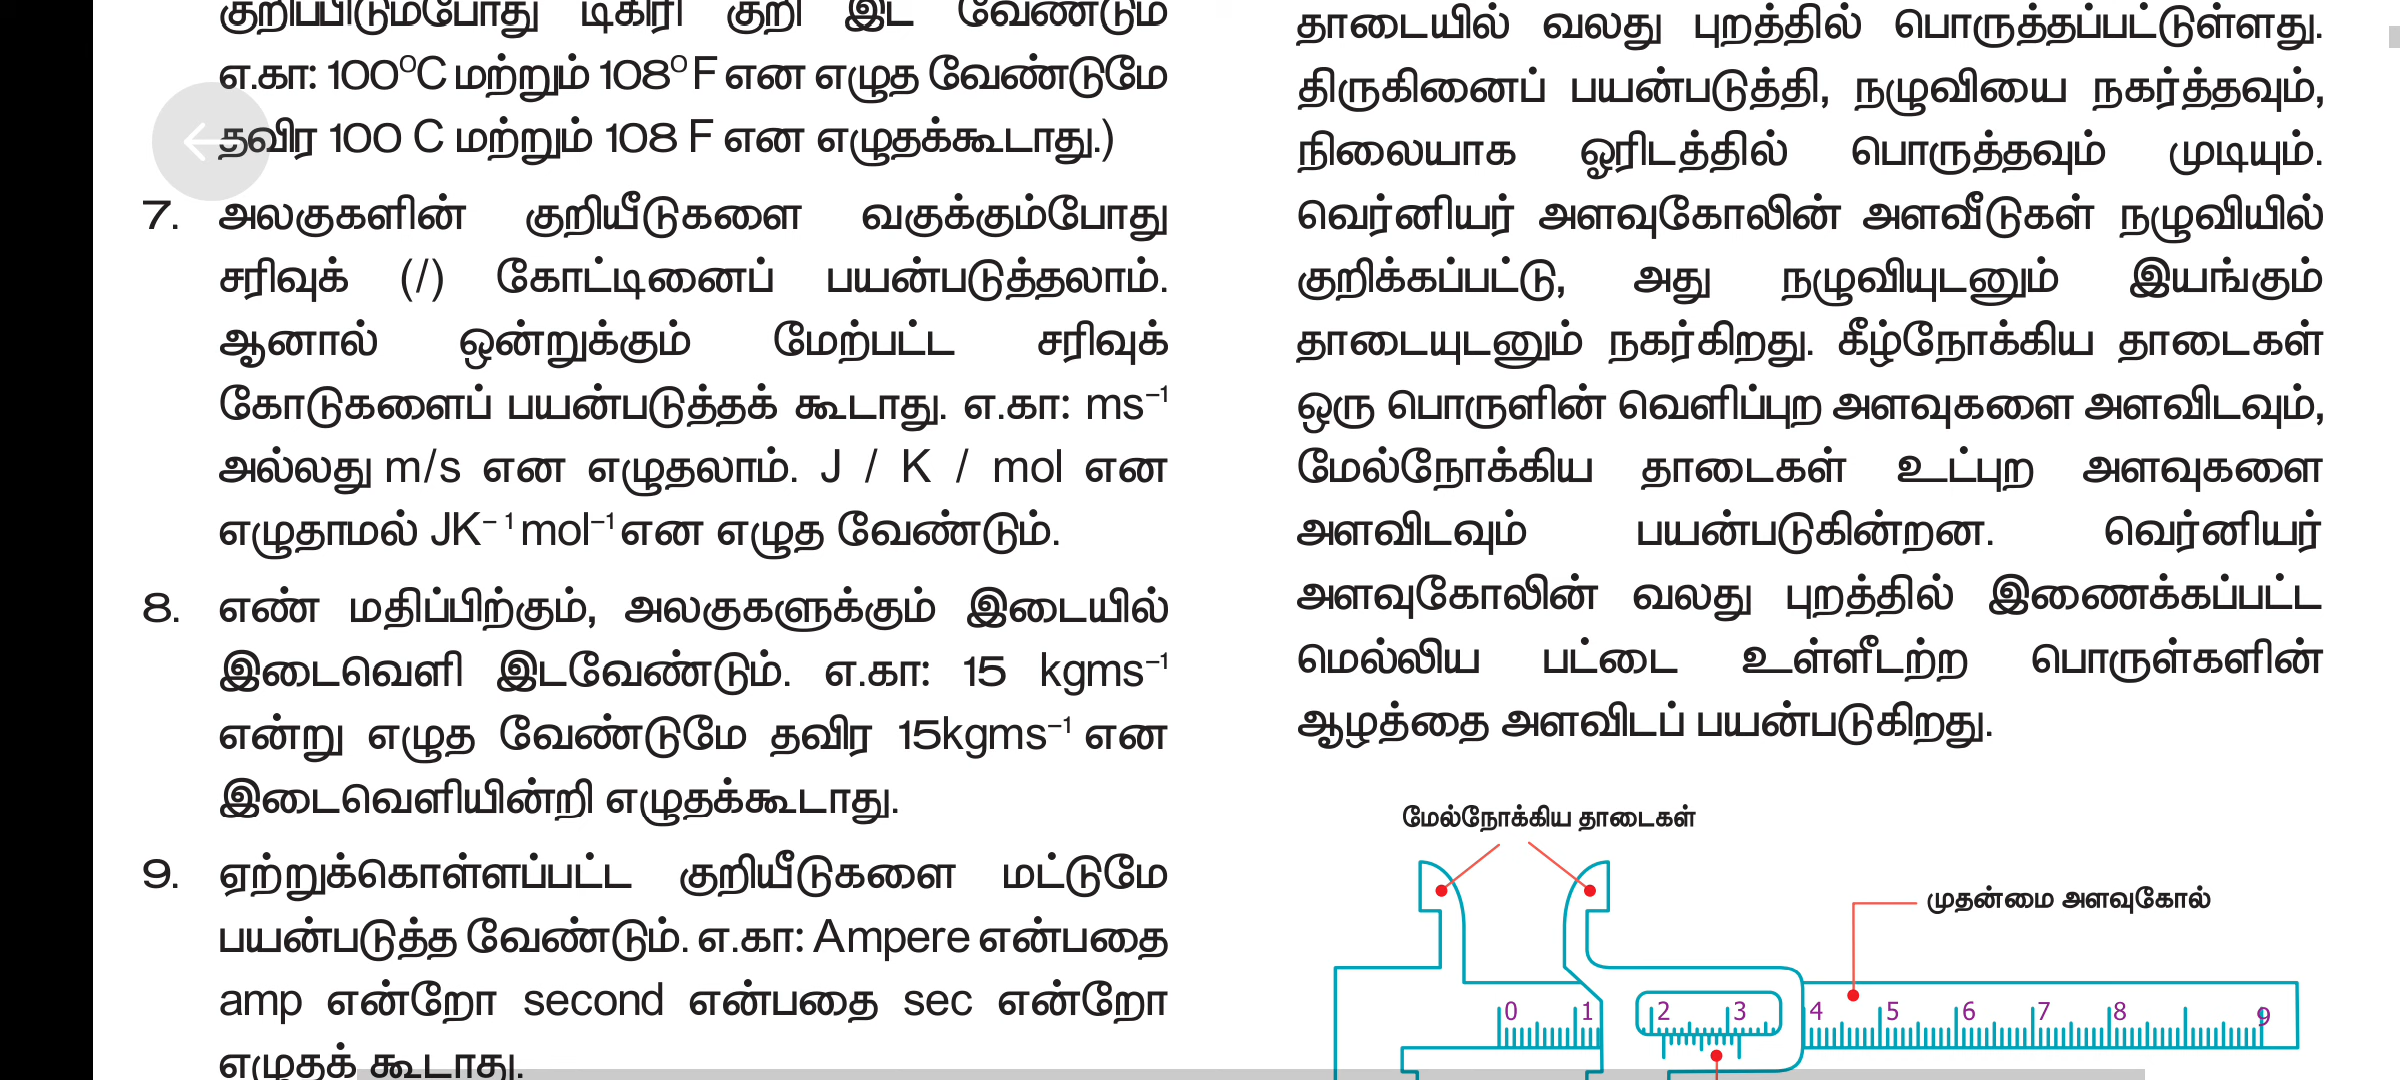 குறிப்பிடும்போது டிகிரி குறி இட வேண்டும்
எ.கா: 100⁰C மற்றும் 108⁰ F என எழுத வேண்டுமே
தவிர 100 C மற்றும் 108 F என எழுதக்கூடாது.)
7. அலகுகளின் குறியீடுகளை வகுக்கும்போது
சரிவுக் (/) கோட்டினைப் பயன்படுத்தலாம்.
ஆனால் ஒன்றுக்கும் மேற்பட்ட சரிவுக்
கோடுகளைப் பயன்படுத்தக் கூடாது. எ.கா: ms⁻¹
அல்லது m/s என எழுதலாம். J / K / mol என
எழுதாமல் JK⁻¹ mol⁻¹ என எழுத வேண்டும்.
8. எண் மதிப்பிற்கும், அலகுகளுக்கும் இடையில்
இடைவெளி இடவேண்டும். எ.கா: 15 kgms⁻¹
என்று எழுத வேண்டுமே தவிர 15kgms⁻¹ என
இடைவெளியின்றி எழுதக்கூடாது.
9. ஏற்றுக்கொள்ளப்பட்ட குறியீடுகளை மட்டுமே
பயன்படுத்த வேண்டும். எ.கா: Ampere என்பதை
amp என்றோ second என்பதை sec என்றோ
எழுதக் கூடாது.
தாடையில் வலது புறத்தில் பொருத்தப்பட்டுள்ளது.
திருகினைப் பயன்படுத்தி, நழுவியை நகர்த்தவும்,
நிலையாக ஓரிடத்தில் பொருத்தவும் முடியும்.
வெர்னியர் அளவுகோலின் அளவீடுகள் நழுவியில்
குறிக்கப்பட்டு, அது நழுவியுடனும் இயங்கும்
தாடையுடனும் நகர்கிறது. கீழ்நோக்கிய தாடைகள்
ஒரு பொருளின் வெளிப்புற அளவுகளை அளவிடவும்,
மேல்நோக்கிய தாடைகள் உட்புற அளவுகளை
அளவிடவும் பயன்படுகின்றன. வெர்னியர்
அளவுகோலின் வலது புறத்தில் இணைக்கப்பட்ட
மெல்லிய பட்டை உள்ளீடற்ற பொருள்களின்
ஆழத்தை அளவிடப் பயன்படுகிறது.
மேல்நோக்கிய தாடைகள்
முதன்மை அளவுகோல்
0 1 2 3 4 5 6 7 8 9